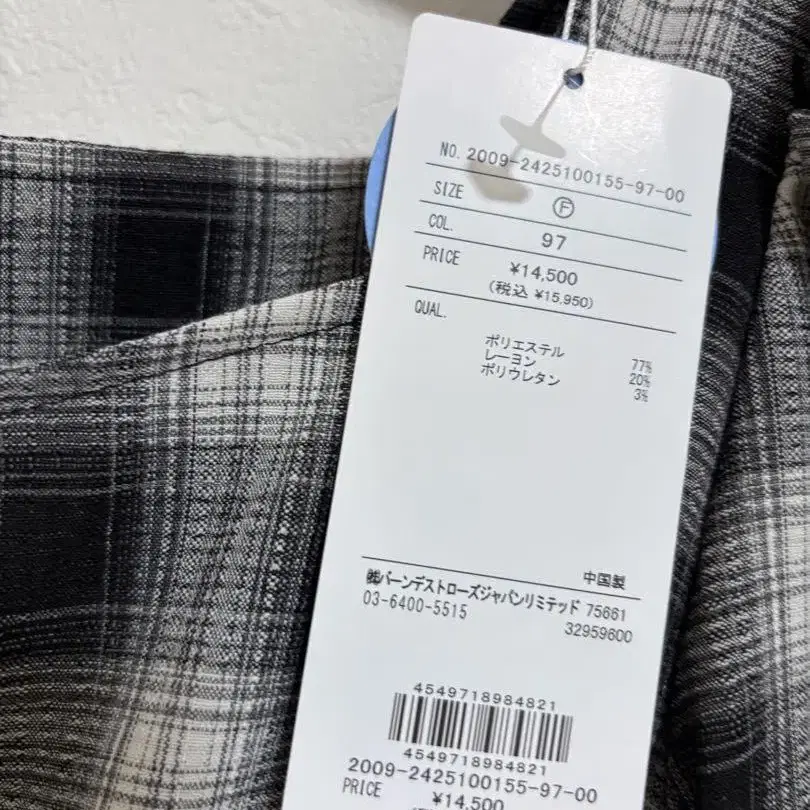 NO. 2009-2425100155-97-00
SIZE Ⓕ
COL. 97
PRICE ¥14,500
(税込 ¥15,950)
QUAL.
ポリエステル 77%
レーヨン 20%
ポリウレタン 3%
中国製
㈱バーンデストローズジャパンリミテッド 75661
03-6400-5515 32959600
4549718984821
4549718984821
2009-2425100155-97-00
PRICE ¥14,500